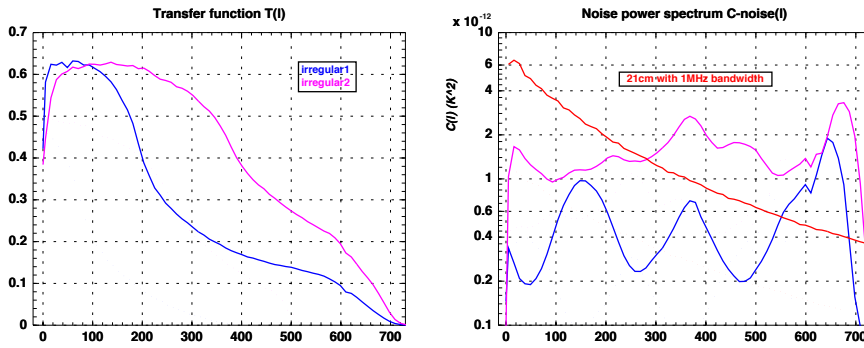 Transfer function T(l)
0.7
0.6
0.5
0.4
0.3
0.2
0.1
0
0 100 200 300 400 500 600 700
irregular1
irregular2
Noise power spectrum C-noise(l)
x 10^-12
C(l) (K^2)
10
6
4
2
1
0.6
0.4
0.2
0.1
0 100 200 300 400 500 600 700
21cm with 1MHz bandwidth